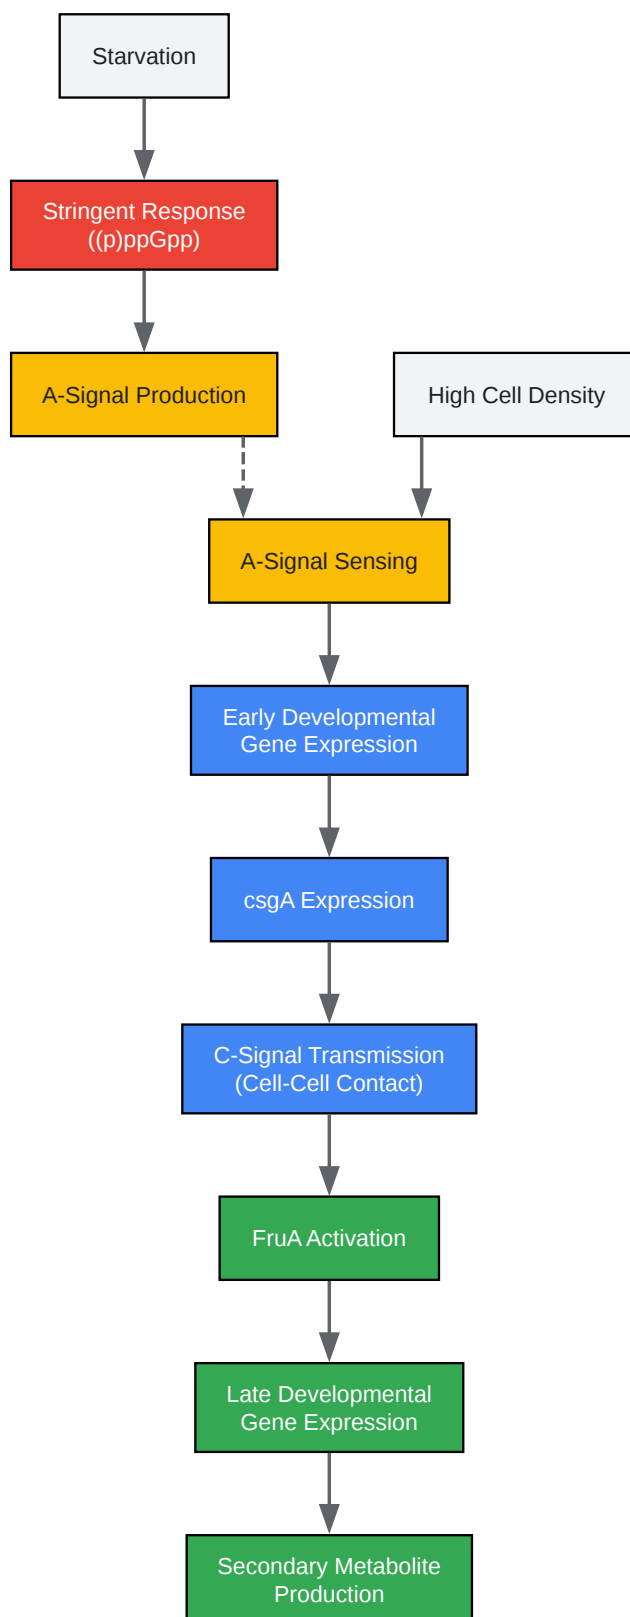 Starvation
Stringent Response
((p)ppGpp)
A-Signal Production
High Cell Density
A-Signal Sensing
Early Developmental
Gene Expression
csgA Expression
C-Signal Transmission
(Cell-Cell Contact)
FruA Activation
Late Developmental
Gene Expression
Secondary Metabolite
Production